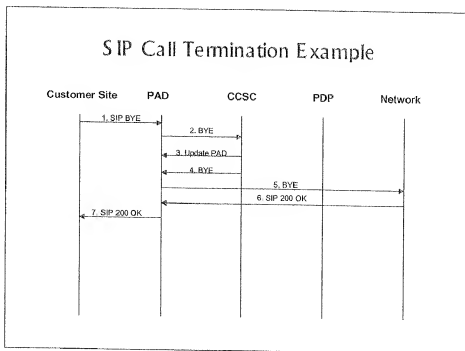 SIP Call Termination Example
Customer Site PAD CCSC PDP Network
1. SIP BYE
2. BYE
3. Update PAD
4. BYE
5. BYE
6. SIP 200 OK
7. SIP 200 OK